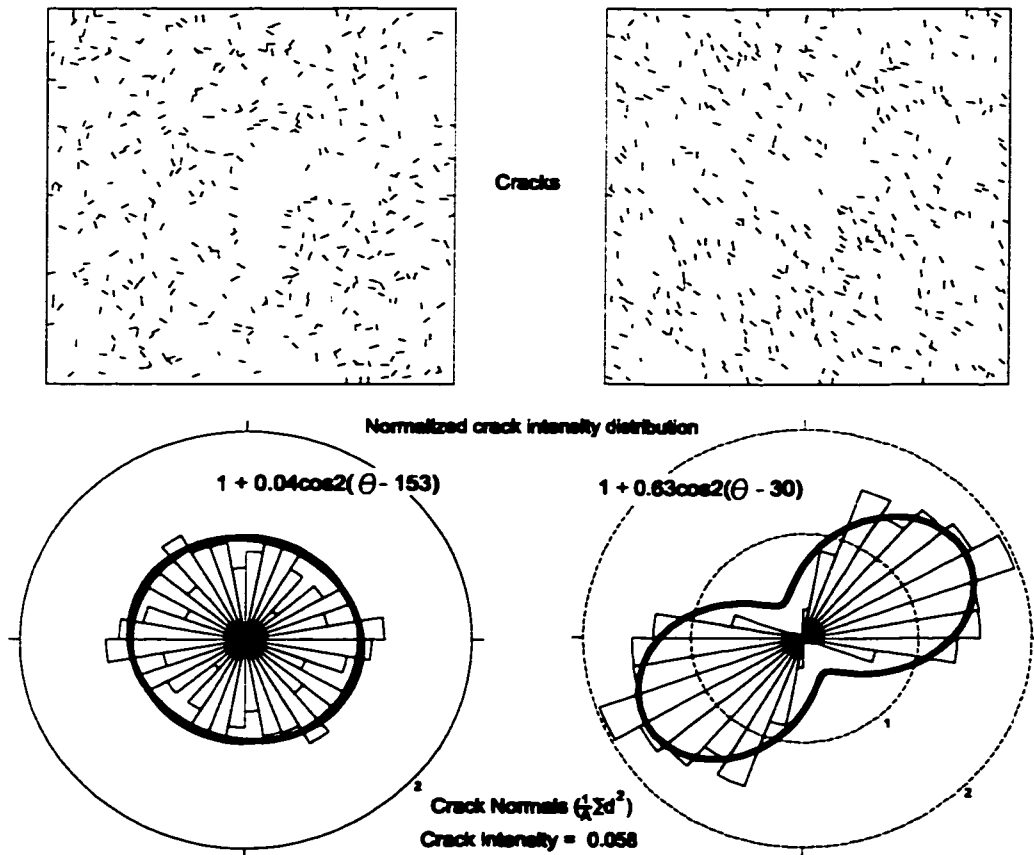 Cracks
Normalized crack intensity distribution
1 + 0.04cos2(θ - 153)
1 + 0.63cos2(θ - 30)
1
2
2
Crack Normals (1/A Σd²)
Crack Intensity = 0.058